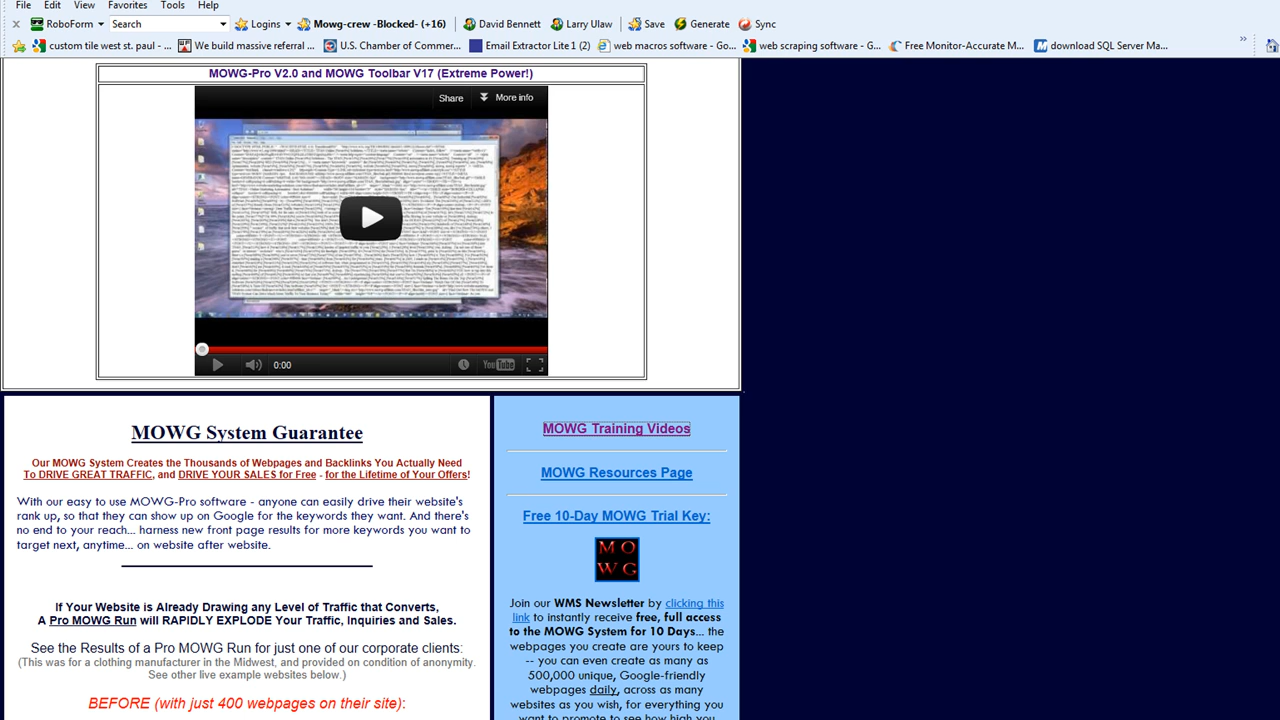 File Edit View Favorites Tools Help
RoboForm Search Logins Mowg-crew -Blocked- (+16) David Bennett Larry Ulaw Save Generate Sync
custom tile west st. paul - ... We build massive referral ... U.S. Chamber of Commer... Email Extractor Lite 1 (2) web macros software - Go... web scraping software - G... Free Monitor-Accurate M... download SQL Server Ma...
MOWG-Pro V2.0 and MOWG Toolbar V17 (Extreme Power!)
Share More info
0:00 YouTube
MOWG System Guarantee
Our MOWG System Creates the Thousands of Webpages and Backlinks You Actually Need
To DRIVE GREAT TRAFFIC, and DRIVE YOUR SALES for Free - for the Lifetime of Your Offers!
With our easy to use MOWG-Pro software - anyone can easily drive their website's
rank up, so that they can show up on Google for the keywords they want. And there's
no end to your reach... harness new front page results for more keywords you want to
target next, anytime... on website after website.
If Your Website is Already Drawing any Level of Traffic that Converts,
A Pro MOWG Run will RAPIDLY EXPLODE Your Traffic, Inquiries and Sales.
See the Results of a Pro MOWG Run for just one of our corporate clients:
(This was for a clothing manufacturer in the Midwest, and provided on condition of anonymity.
See other live example websites below.)
BEFORE (with just 400 webpages on their site):
MOWG Training Videos
MOWG Resources Page
Free 10-Day MOWG Trial Key:
M O
W G
Join our WMS Newsletter by clicking this
link to instantly receive free, full access
to the MOWG System for 10 Days... the
webpages you create are yours to keep
-- you can even create as many as
500,000 unique, Google-friendly
webpages daily, across as many
websites as you wish, for everything you
want to promote to see how high you